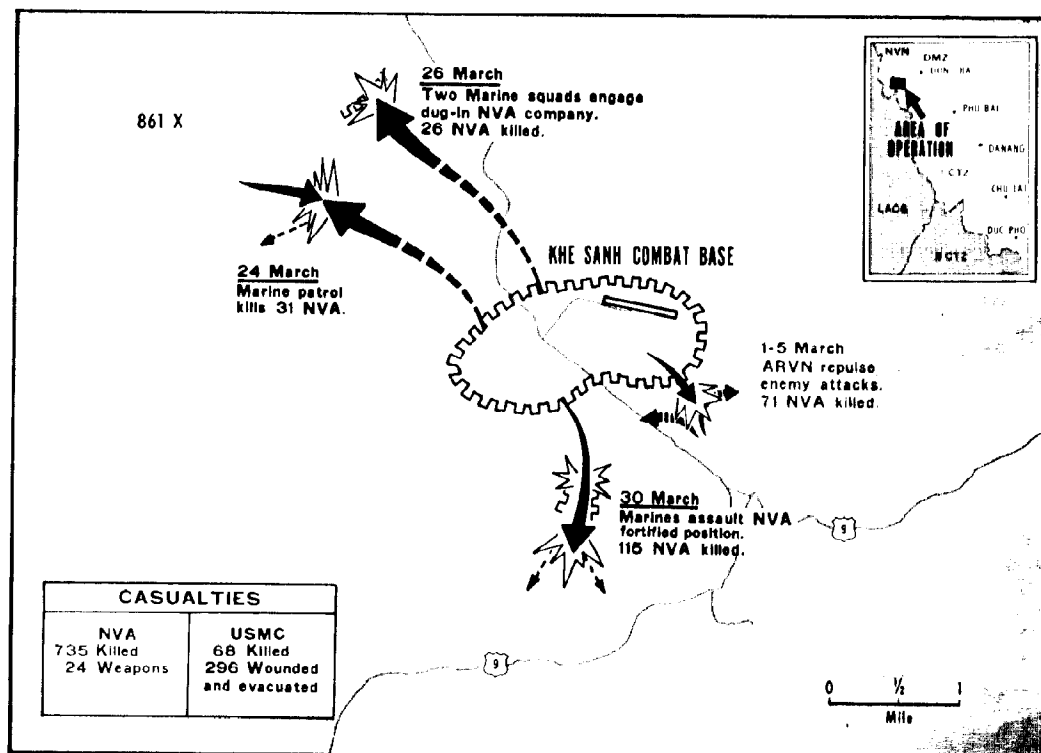 26 March
Two Marine squads engage
dug-in NVA company.
26 NVA killed.
861 X
24 March
Marine patrol
kills 31 NVA.
KHE SANH COMBAT BASE
1-5 March
ARVN repulse
enemy attacks.
71 NVA killed.
30 March
Marines assault NVA
fortified position.
115 NVA killed.
9
9
CASUALTIES
NVA
735 Killed
24 Weapons
USMC
68 Killed
296 Wounded
and evacuated
0 ½ 1
Mile
NVN
DMZ
PHU BAI
AREA OF
OPERATION
DANANG
CTZ
CHU LAI
LAOS
DUC PHO
CTZ